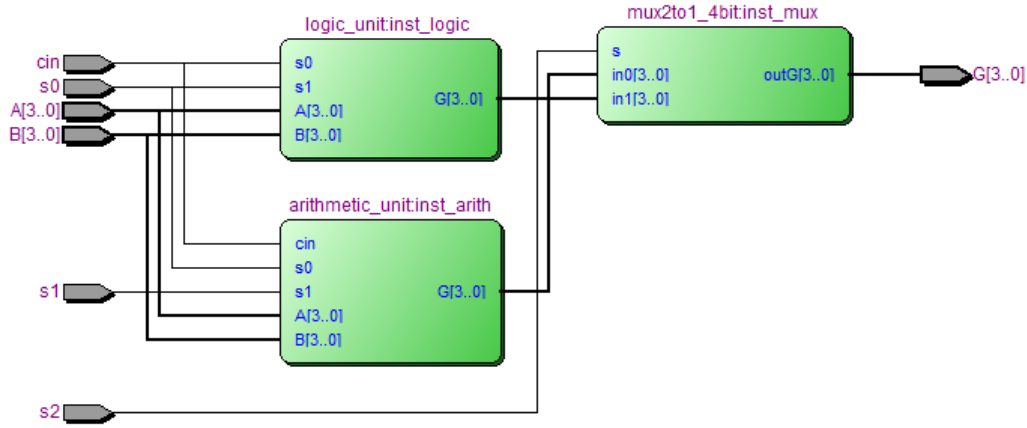 logic_unit:inst_logic
mux2to1_4bit:inst_mux
cin
s0
A[3..0]
B[3..0]
s0
s1
A[3..0]
B[3..0]
G[3..0]
s
in0[3..0]
in1[3..0]
outG[3..0]
G[3..0]
arithmetic_unit:inst_arith
s1
cin
s0
s1
A[3..0]
B[3..0]
G[3..0]
s2